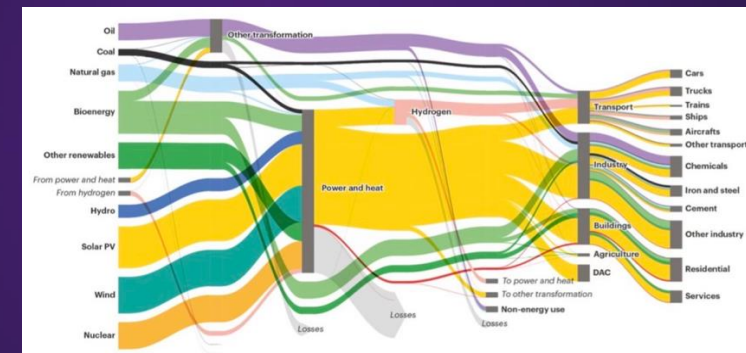 Oil
Coal
Natural gas
Bioenergy
Other renewables
From power and heat
From hydrogen
Hydro
Solar PV
Wind
Nuclear
Other transformation
Power and heat
Losses
Hydrogen
Losses
To power and heat
To other transformation
Non-energy use
Losses
Transport
Industry
Buildings
Agriculture
DAC
Cars
Trucks
Trains
Ships
Aircrafts
Other transport
Chemicals
Iron and steel
Cement
Other industry
Residential
Services